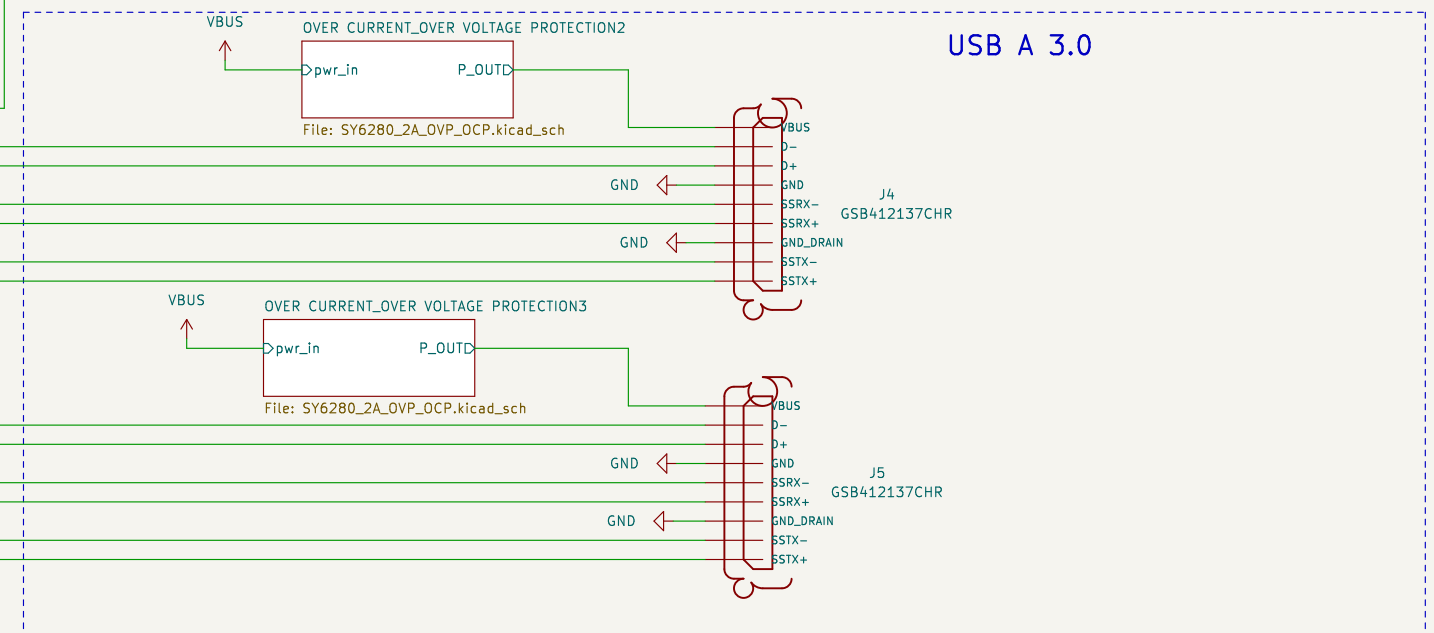 VBUS
OVER CURRENT_OVER VOLTAGE PROTECTION2
USB A 3.0
pwr_in
P_OUT
File: SY6280_2A_OVP_OCP.kicad_sch
VBUS
D-
D+
GND
GND
SSRX-
SSRX+
GND
GND_DRAIN
SSTX-
SSTX+
J4
GSB412137CHR
VBUS
OVER CURRENT_OVER VOLTAGE PROTECTION3
pwr_in
P_OUT
File: SY6280_2A_OVP_OCP.kicad_sch
VBUS
D-
D+
GND
GND
SSRX-
SSRX+
GND
GND_DRAIN
SSTX-
SSTX+
J5
GSB412137CHR